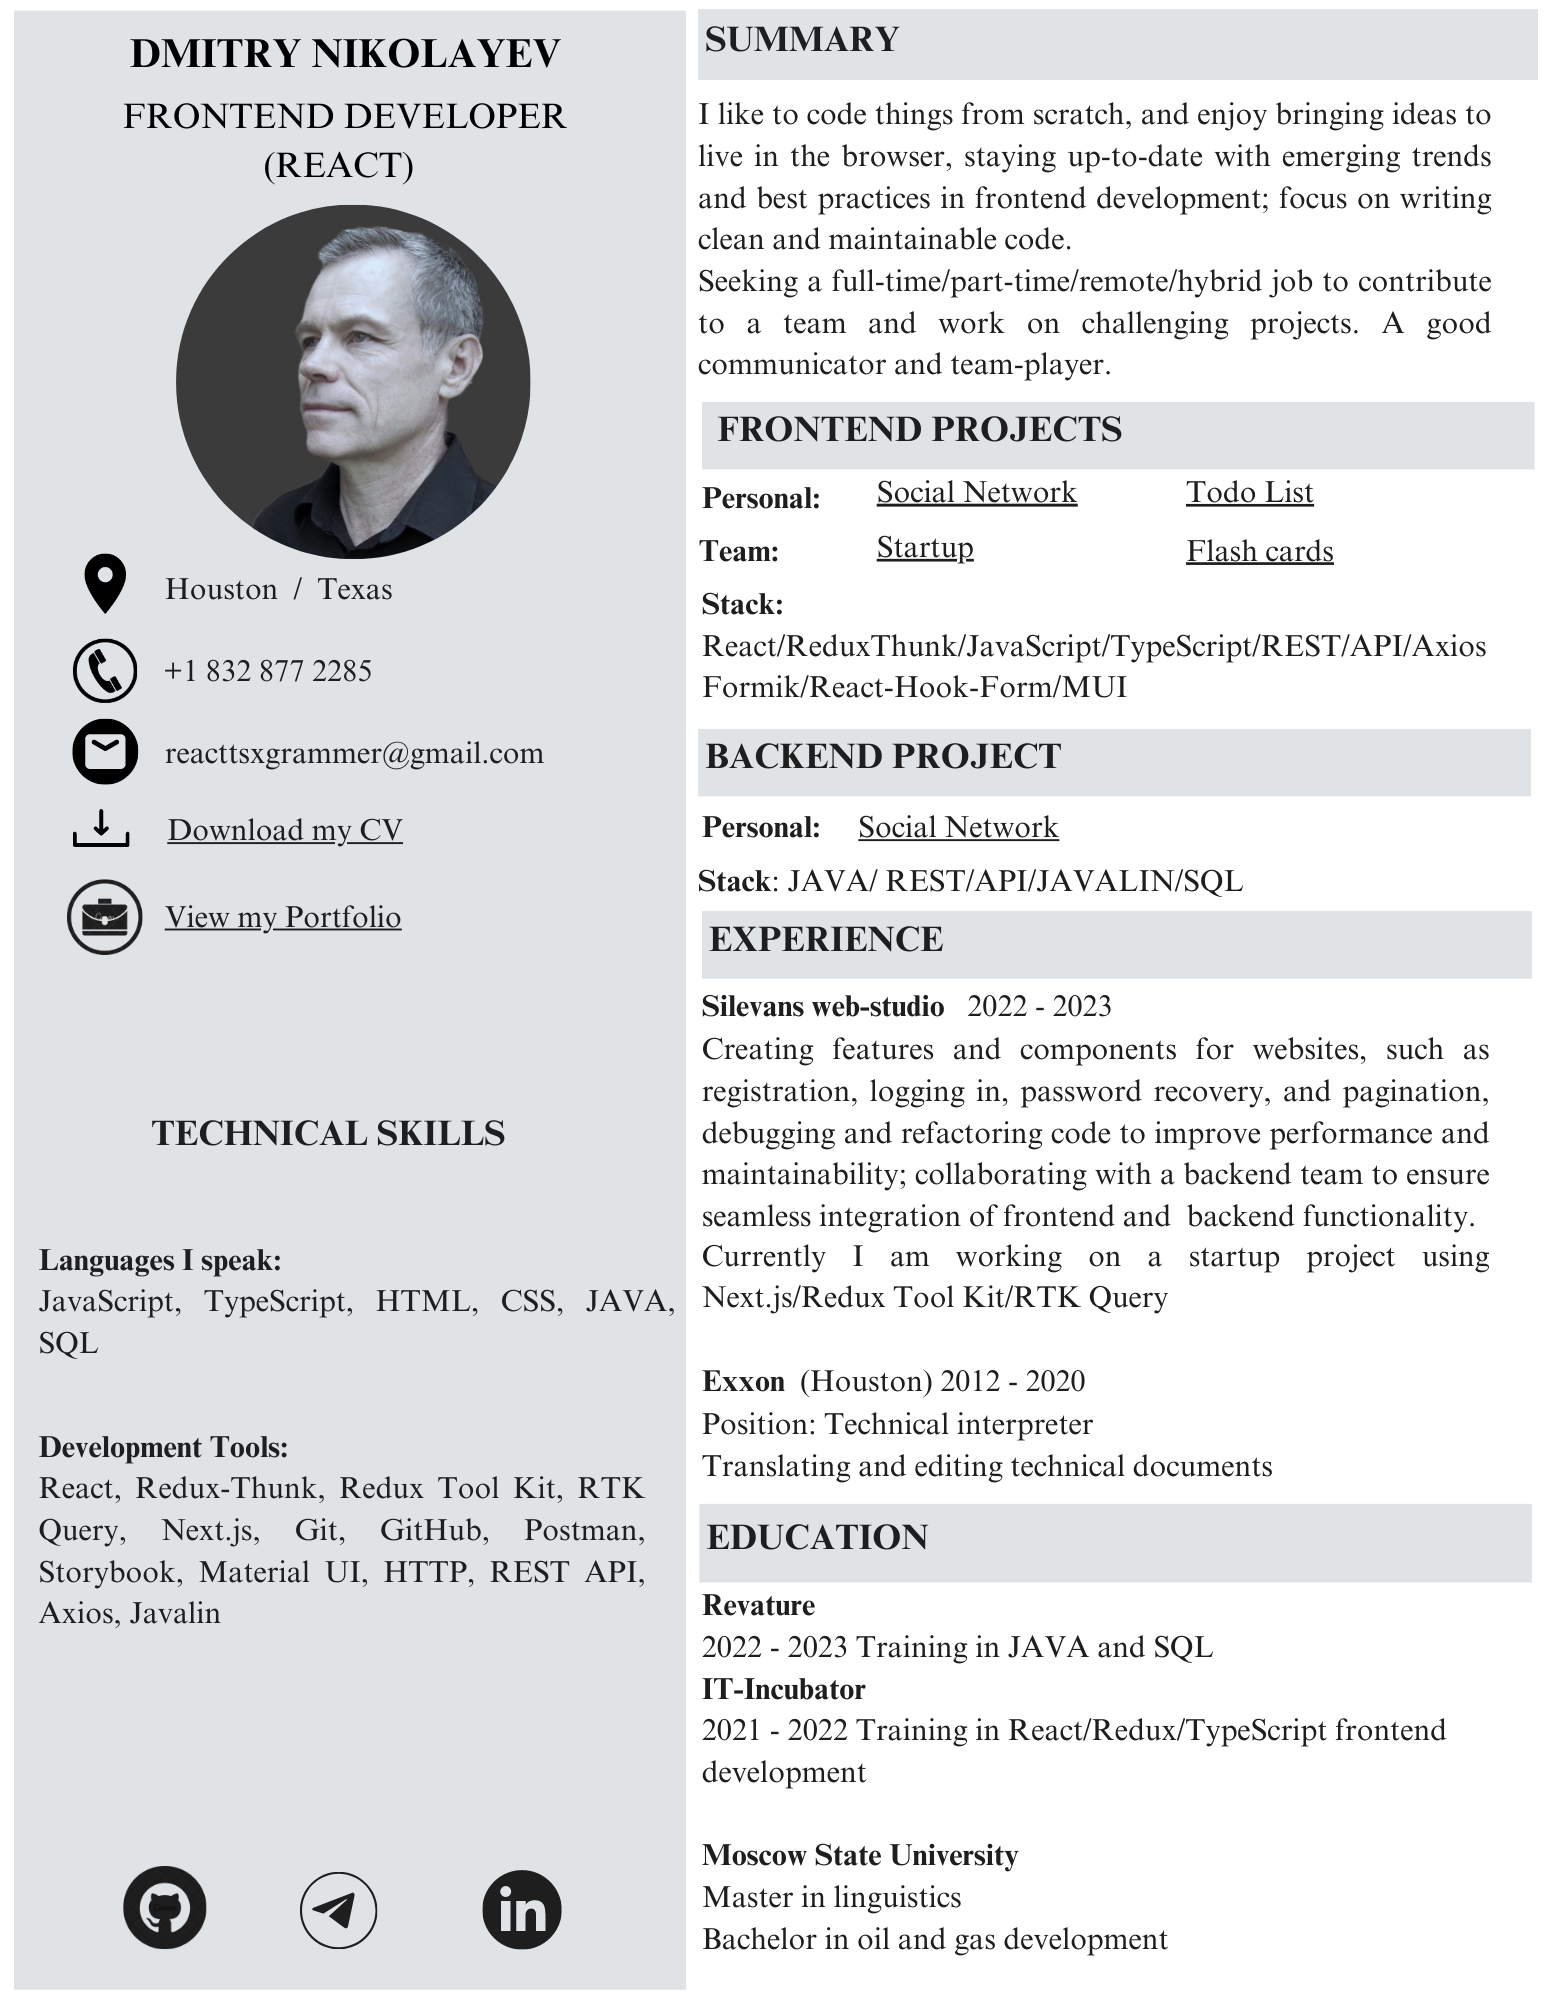 DMITRY NIKOLAYEV
FRONTEND DEVELOPER
(REACT)
Houston / Texas
+1 832 877 2285
reacttsxgrammer@gmail.com
Download my CV
View my Portfolio
TECHNICAL SKILLS
Languages I speak:
JavaScript, TypeScript, HTML, CSS, JAVA,
SQL
Development Tools:
React, Redux-Thunk, Redux Tool Kit, RTK
Query, Next.js, Git, GitHub, Postman,
Storybook, Material UI, HTTP, REST API,
Axios, Javalin
in
SUMMARY
I like to code things from scratch, and enjoy bringing ideas to
live in the browser, staying up-to-date with emerging trends
and best practices in frontend development; focus on writing
clean and maintainable code.
Seeking a full-time/part-time/remote/hybrid job to contribute
to a team and work on challenging projects. A good
communicator and team-player.
FRONTEND PROJECTS
Personal: Social Network Todo List
Team: Startup Flash cards
Stack:
React/ReduxThunk/JavaScript/TypeScript/REST/API/Axios
Formik/React-Hook-Form/MUI
BACKEND PROJECT
Personal: Social Network
Stack: JAVA/ REST/API/JAVALIN/SQL
EXPERIENCE
Silevans web-studio 2022 - 2023
Creating features and components for websites, such as
registration, logging in, password recovery, and pagination,
debugging and refactoring code to improve performance and
maintainability; collaborating with a backend team to ensure
seamless integration of frontend and backend functionality.
Currently I am working on a startup project using
Next.js/Redux Tool Kit/RTK Query
Exxon (Houston) 2012 - 2020
Position: Technical interpreter
Translating and editing technical documents
EDUCATION
Revature
2022 - 2023 Training in JAVA and SQL
IT-Incubator
2021 - 2022 Training in React/Redux/TypeScript frontend
development
Moscow State University
Master in linguistics
Bachelor in oil and gas development